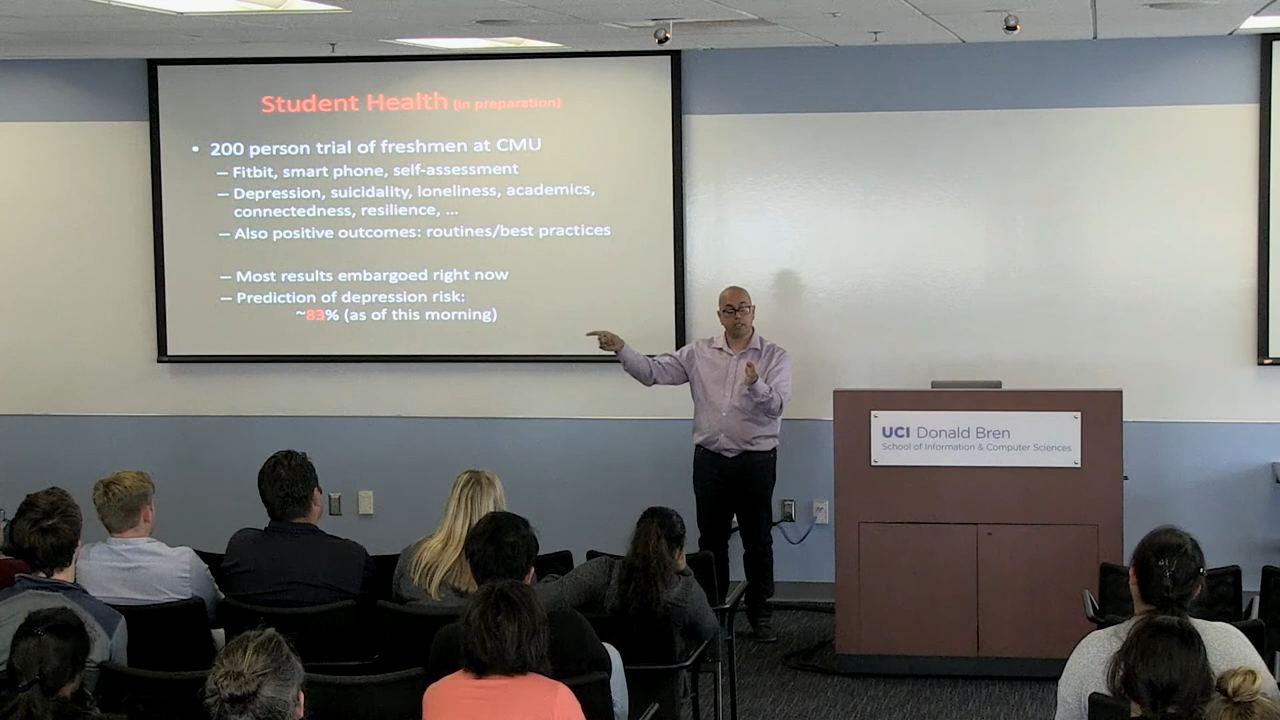 Student Health (in preparation)
• 200 person trial of freshmen at CMU
– Fitbit, smart phone, self-assessment
– Depression, suicidality, loneliness, academics,
connectedness, resilience, ...
– Also positive outcomes: routines/best practices
– Most results embargoed right now
– Prediction of depression risk:
~83% (as of this morning)
UCI Donald Bren
School of Information & Computer Sciences